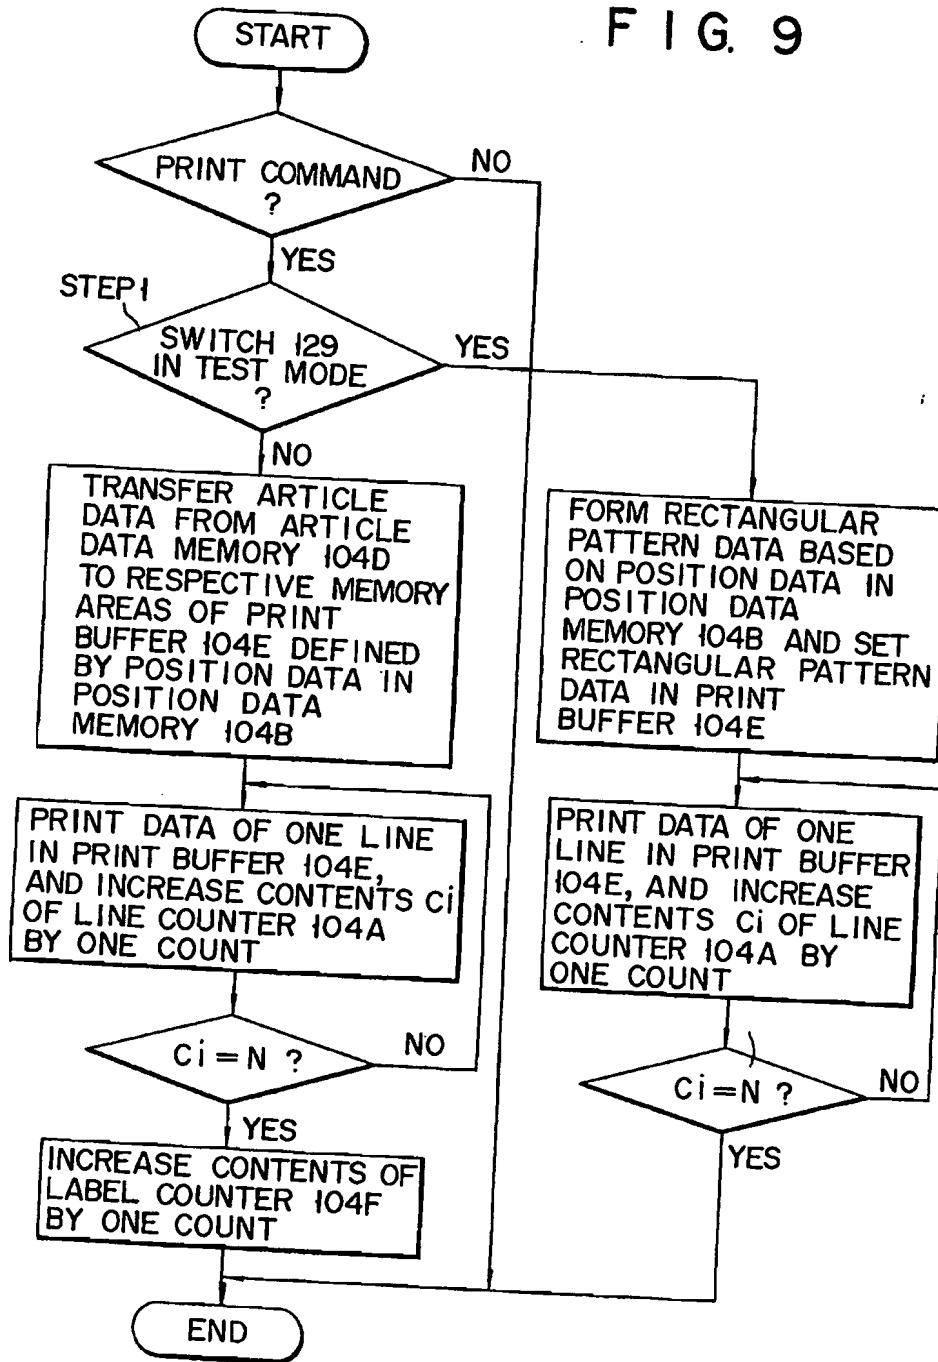 FIG. 9
START
PRINT COMMAND
?
NO
YES
STEP 1
SWITCH 129
IN TEST MODE
?
YES
NO
TRANSFER ARTICLE
DATA FROM ARTICLE
DATA MEMORY 104D
TO RESPECTIVE MEMORY
AREAS OF PRINT
BUFFER 104E DEFINED
BY POSITION DATA IN
POSITION DATA
MEMORY 104B
FORM RECTANGULAR
PATTERN DATA BASED
ON POSITION DATA IN
POSITION DATA
MEMORY 104B AND SET
RECTANGULAR PATTERN
DATA IN PRINT
BUFFER 104E
PRINT DATA OF ONE LINE
IN PRINT BUFFER 104E,
AND INCREASE CONTENTS Ci
OF LINE COUNTER 104A
BY ONE COUNT
PRINT DATA OF ONE
LINE IN PRINT BUFFER
104E, AND INCREASE
CONTENTS Ci OF LINE
COUNTER 104A BY
ONE COUNT
Ci=N ?
NO
YES
Ci=N ?
NO
YES
INCREASE CONTENTS OF
LABEL COUNTER 104F
BY ONE COUNT
END